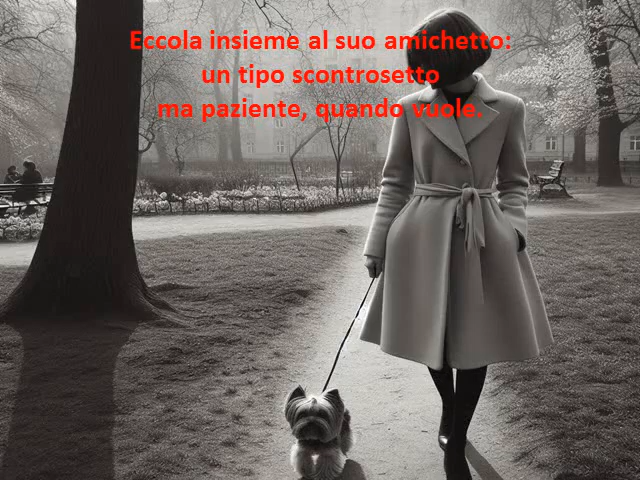 Eccola insieme al suo amichetto:
un tipo scontrosetto
ma paziente, quando vuole.